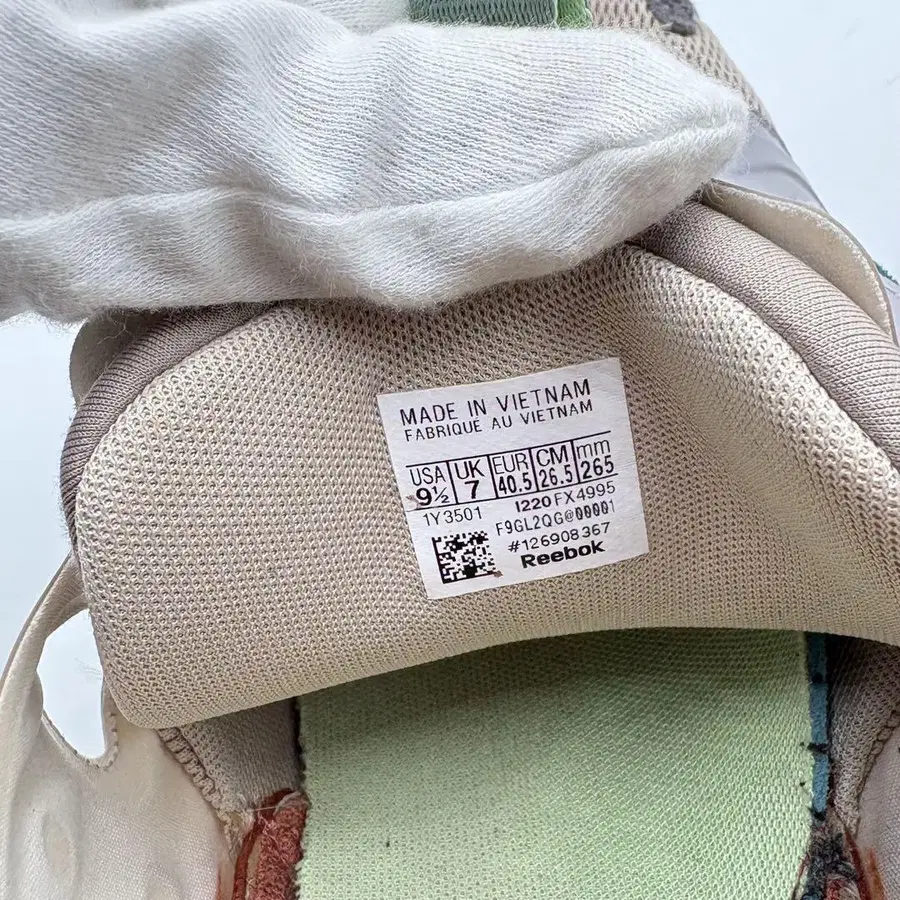 MADE IN VIETNAM
FABRIQUE AU VIETNAM
USA UK EUR CM mm
9½ 7 40.5 26.5 265
1Y3501 I220 FX4995
F9GL2QG@00001
#126908367
Reebok